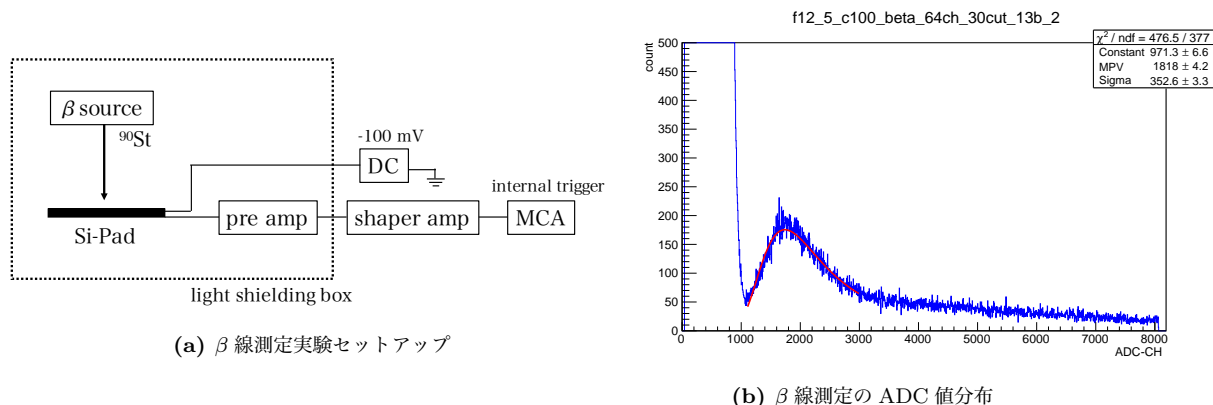 β source
⁹⁰St
-100 mV
DC
internal trigger
pre amp
shaper amp
MCA
Si-Pad
light shielding box
(a) β 線測定実験セットアップ
f12_5_c100_beta_64ch_30cut_13b_2
χ² / ndf = 476.5 / 377
Constant 971.3 ± 6.6
MPV 1818 ± 4.2
Sigma 352.6 ± 3.3
count
500
450
400
350
300
250
200
150
100
50
0
0 1000 2000 3000 4000 5000 6000 7000 8000
ADC-CH
(b) β 線測定の ADC 値分布